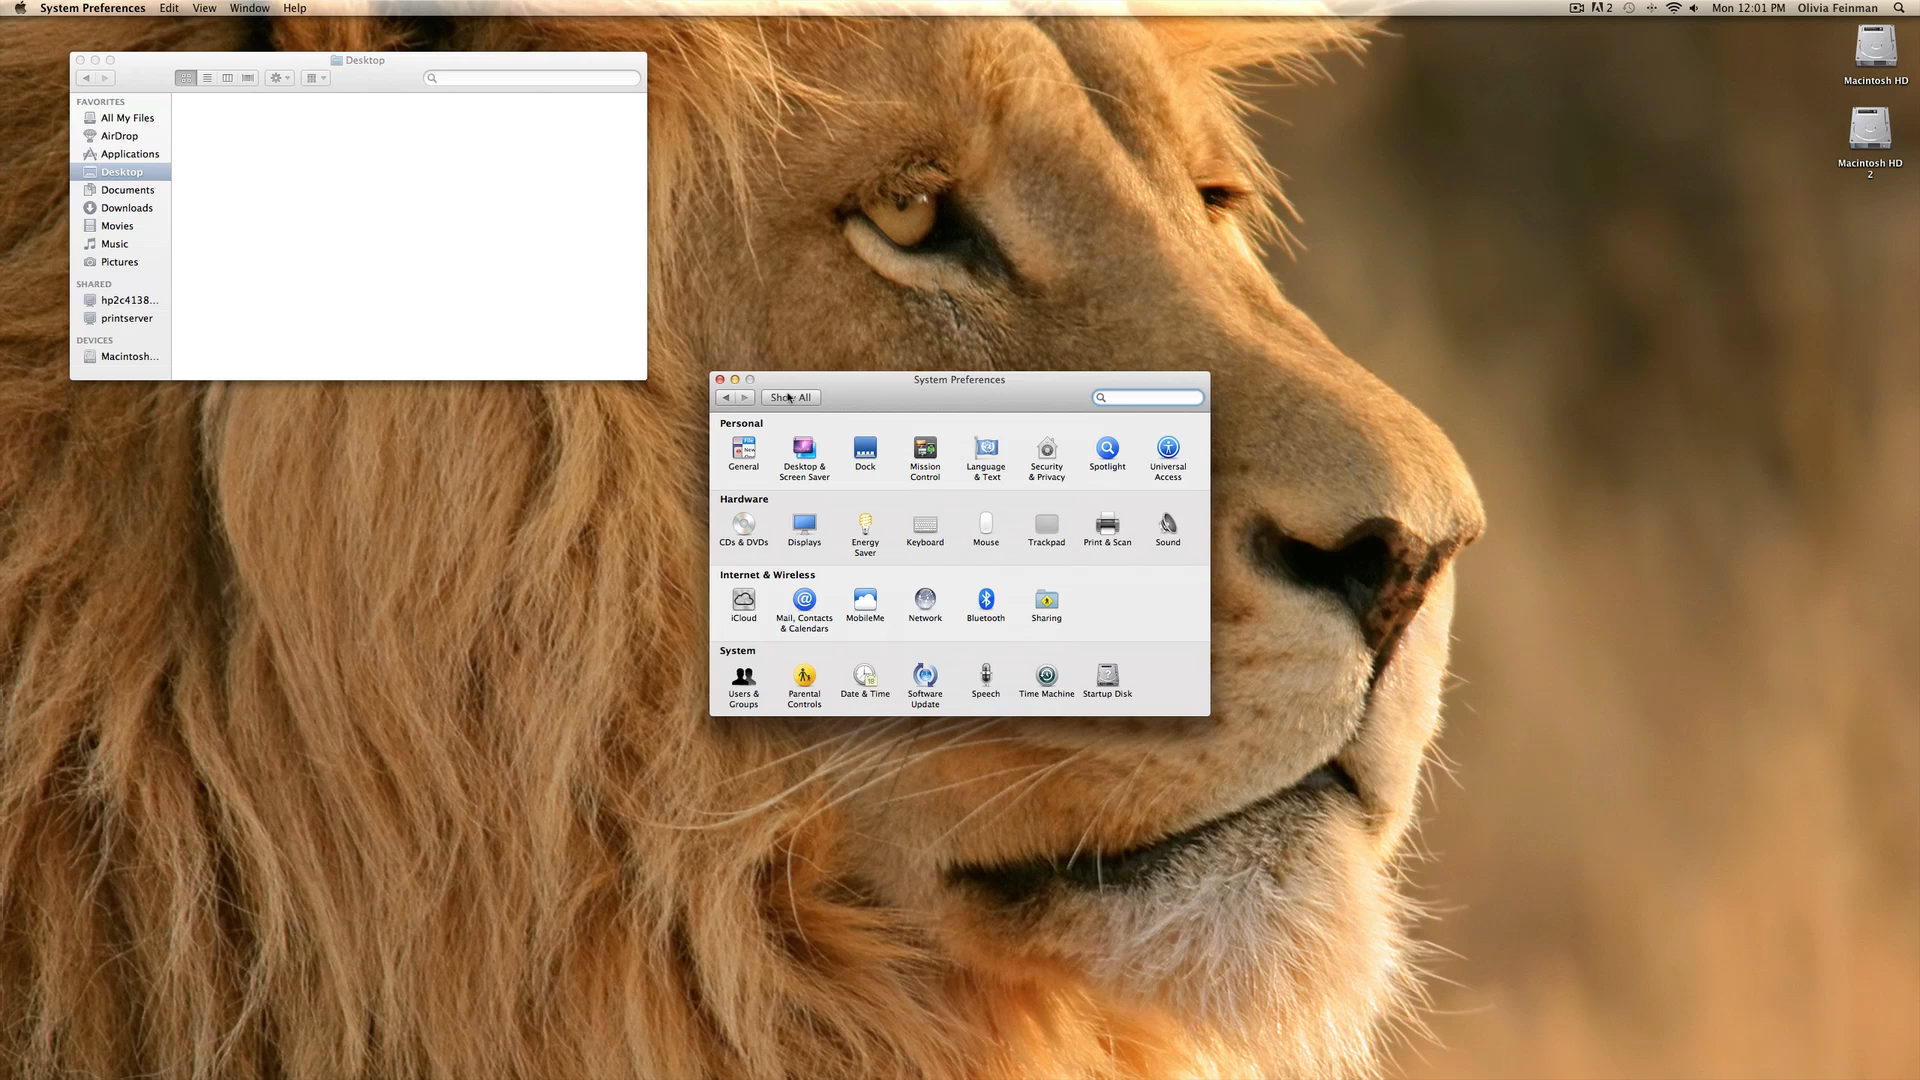 System Preferences Edit View Window Help
2 Mon 12:01 PM Olivia Feinman
Macintosh HD
Macintosh HD
2
Desktop
FAVORITES
All My Files
AirDrop
Applications
Desktop
Documents
Downloads
Movies
Music
Pictures
SHARED
hp2c4138...
printserver
DEVICES
Macintosh...
System Preferences
Show All
Personal
General
Desktop &
Screen Saver
Dock
Mission
Control
Language
& Text
Security
& Privacy
Spotlight
Universal
Access
Hardware
CDs & DVDs
Displays
Energy
Saver
Keyboard
Mouse
Trackpad
Print & Scan
Sound
Internet & Wireless
iCloud
Mail, Contacts
& Calendars
MobileMe
Network
Bluetooth
Sharing
System
Users &
Groups
Parental
Controls
Date & Time
Software
Update
Speech
Time Machine
Startup Disk